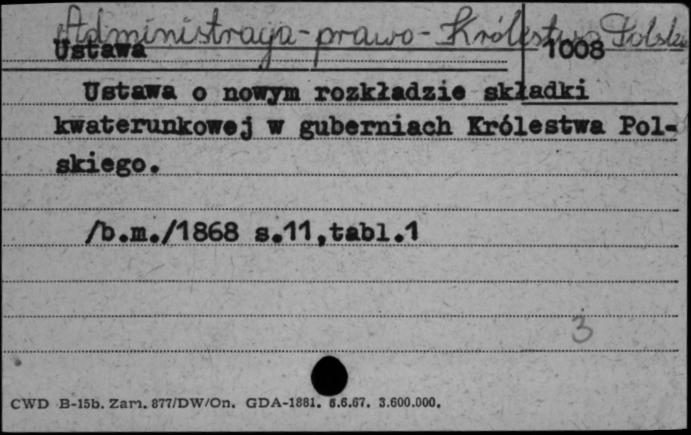 Administracja - prawo - Królestwo Polskie
Ustawa 1008
Ustawa o nowym rozkładzie składki
kwaterunkowej w guberniach Królestwa Pol-
skiego.
/b.m./1868 s.11,tabl.1
3
CWD B-15b. Zam. 877/DW/On. GDA-1881. 6.6.67. 3.600.000.